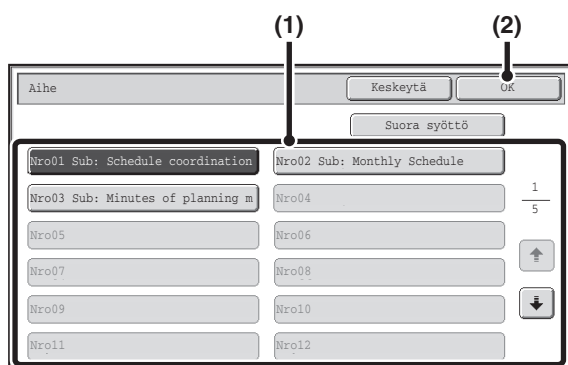 (1) (2)
Aihe Keskeytä OK
Suora syöttö
Nro01 Sub: Schedule coordination Nro02 Sub: Monthly Schedule
Nro03 Sub: Minutes of planning m Nro04
1
5
Nro05 Nro06
Nro07 Nro08
Nro09 Nro10
Nro11 Nro12